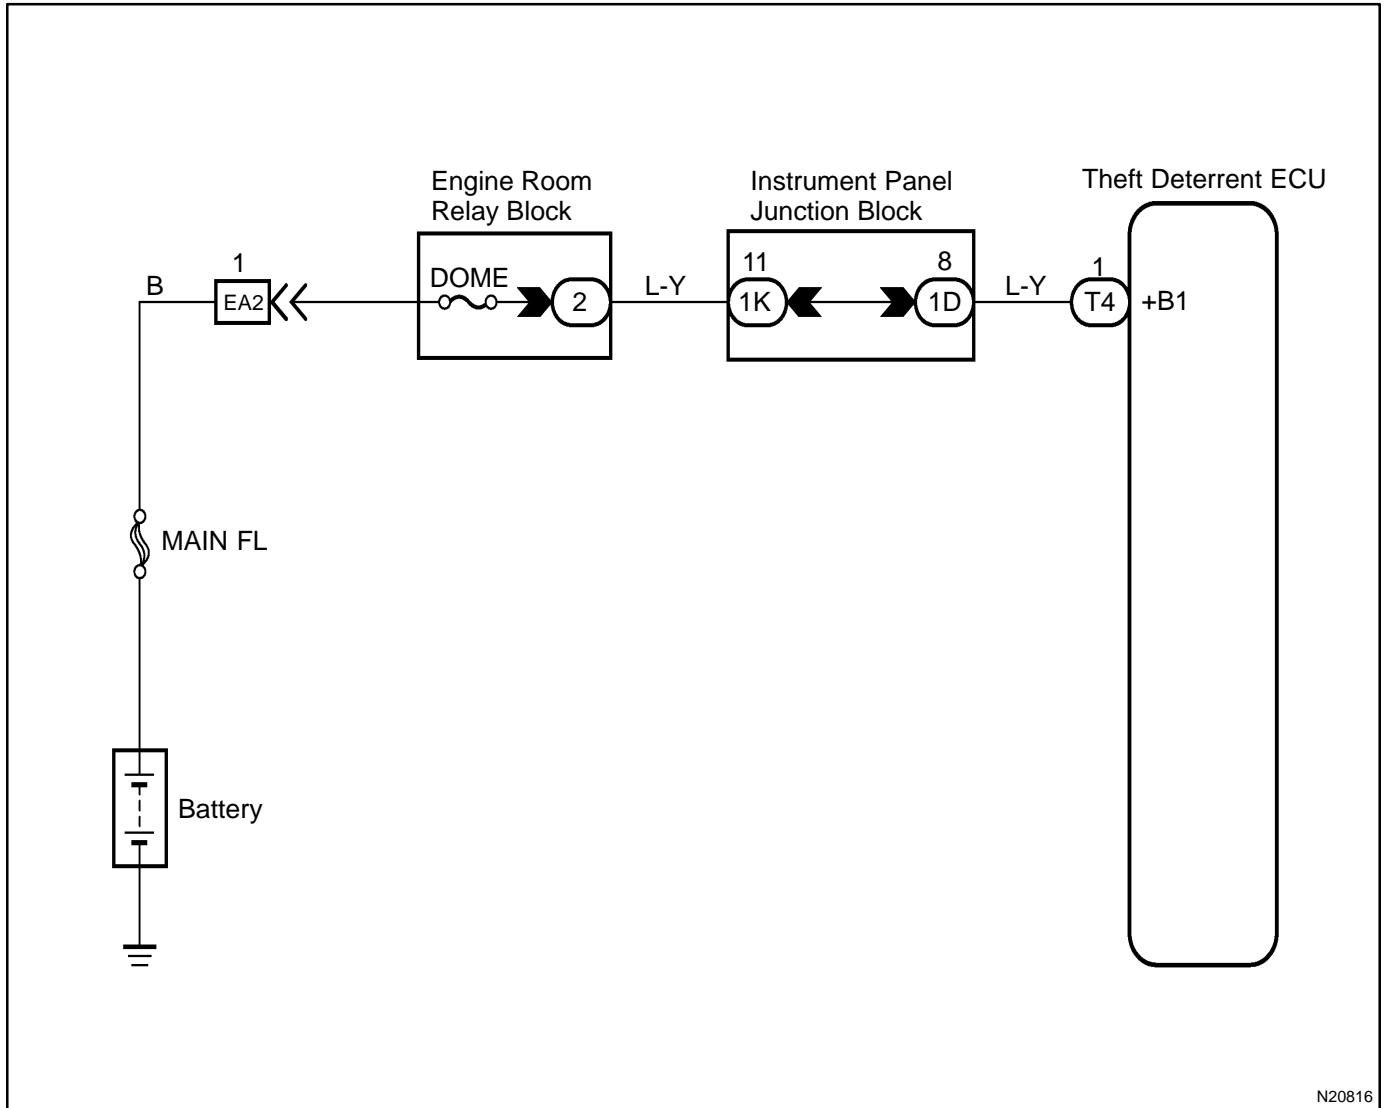 Engine Room
Relay Block
Instrument Panel
Junction Block
Theft Deterrent ECU
1
B
EA2
DOME
2
L-Y
11
1K
8
1D
L-Y
1
T4
+B1
MAIN FL
Battery
N20816